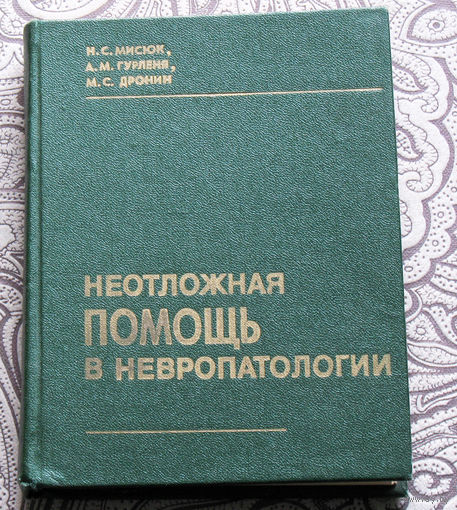 Н. С. МИСЮК,
А. М. ГУРЛЕНЯ,
М. С. ДРОНИН
НЕОТЛОЖНАЯ
ПОМОЩЬ
В НЕВРОПАТОЛОГИИ